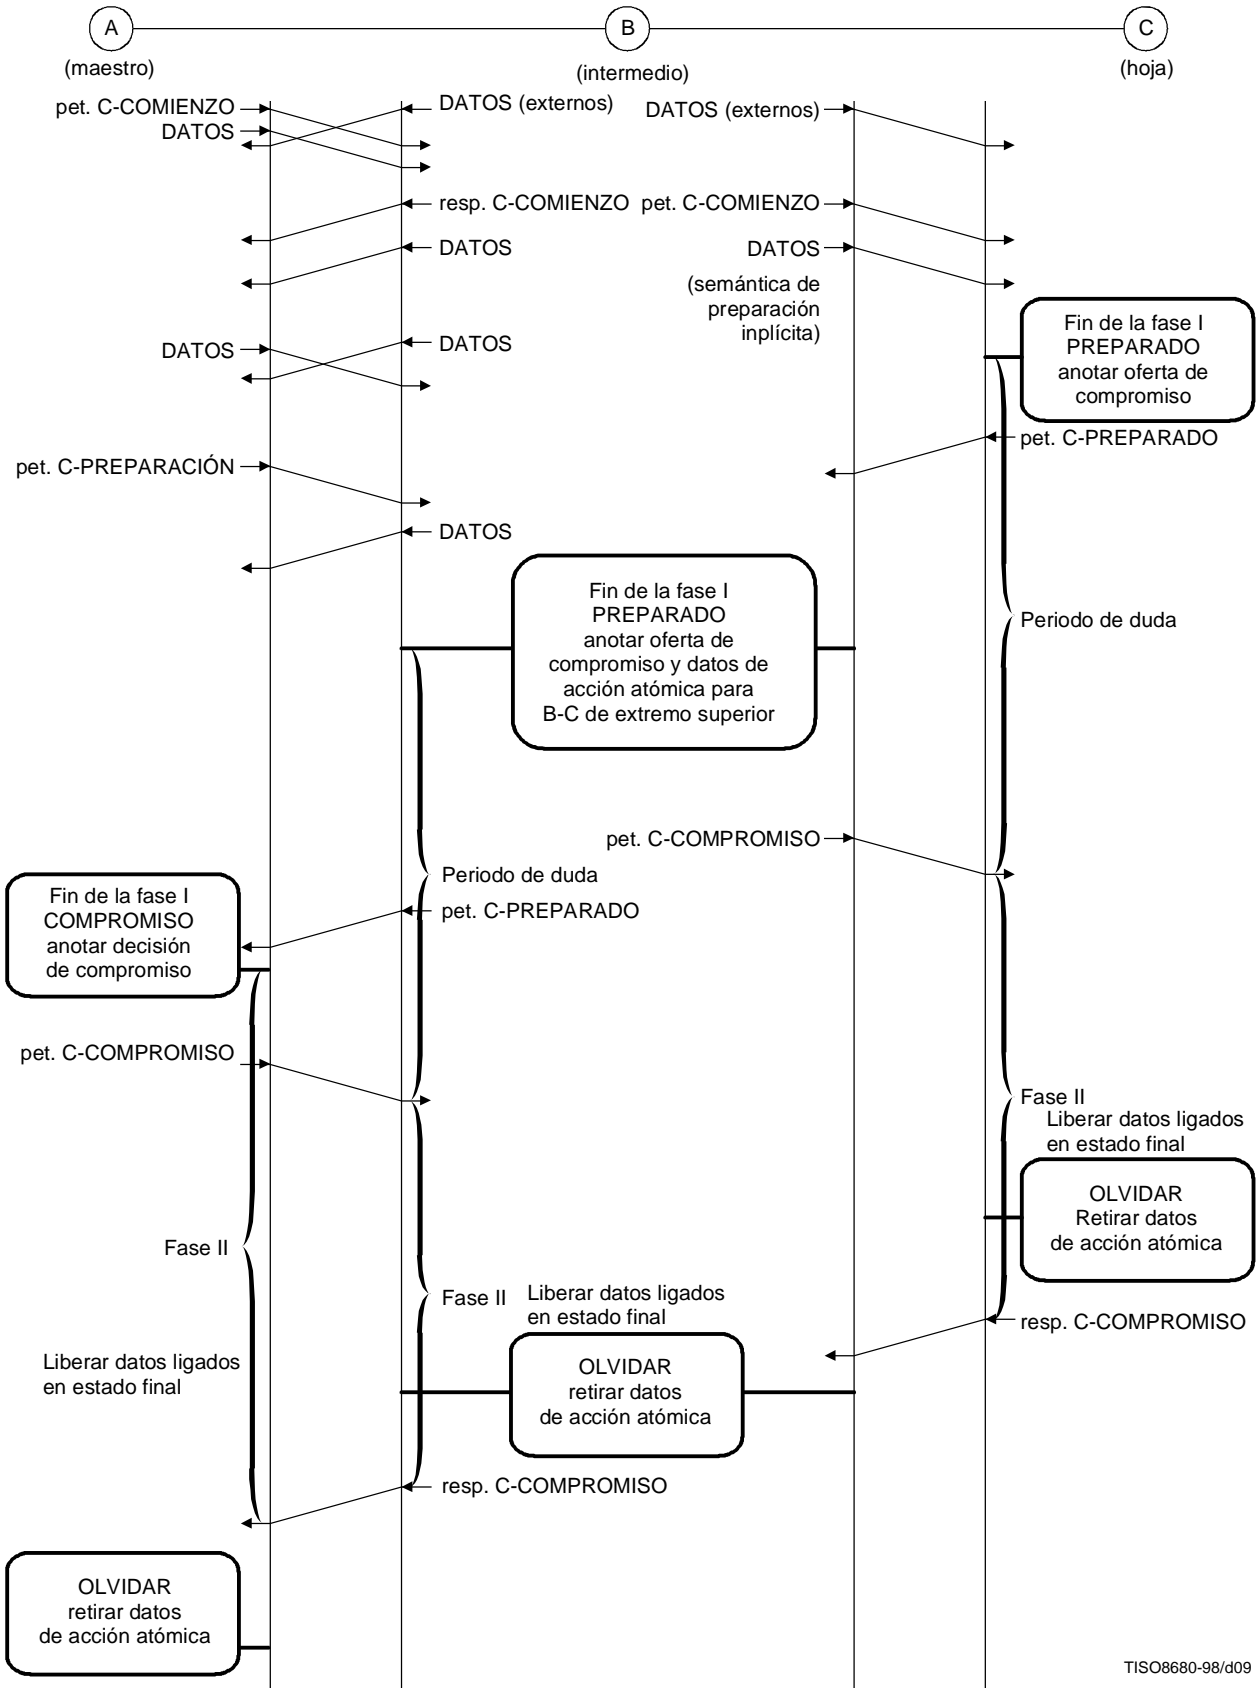 A
B
C
(maestro)
(intermedio)
(hoja)
pet. C-COMIENZO
DATOS (externos)
DATOS (externos)
DATOS
resp. C-COMIENZO
pet. C-COMIENZO
DATOS
DATOS
(semántica de
preparación
inplícita)
DATOS
DATOS
Fin de la fase I
PREPARADO
anotar oferta de
compromiso
pet. C-PREPARADO
pet. C-PREPARACIÓN
DATOS
Fin de la fase I
PREPARADO
anotar oferta de
compromiso y datos de
acción atómica para
B-C de extremo superior
Periodo de duda
pet. C-COMPROMISO
Periodo de duda
Fin de la fase I
COMPROMISO
anotar decisión
de compromiso
pet. C-PREPARADO
pet. C-COMPROMISO
Fase II
Liberar datos ligados
en estado final
OLVIDAR
Retirar datos
de acción atómica
Fase II
Fase II
Liberar datos ligados
en estado final
resp. C-COMPROMISO
Liberar datos ligados
en estado final
OLVIDAR
retirar datos
de acción atómica
resp. C-COMPROMISO
OLVIDAR
retirar datos
de acción atómica
TISO8680-98/d09